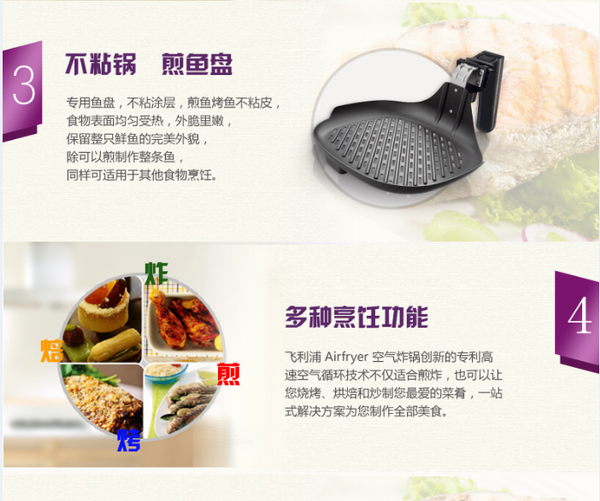 3
不粘锅 煎鱼盘
专用鱼盘，不粘涂层，煎鱼烤鱼不粘皮，
食物表面均匀受热，外脆里嫩，
保留整只鲜鱼的完美外貌，
除可以煎制作整条鱼，
同样可适用于其他食物烹饪。
炸
焙
煎
烤
多种烹饪功能
4
飞利浦 Airfryer 空气炸锅创新的专利高
速空气循环技术不仅适合煎炸，也可以让
您烧烤、烘焙和炒制您最爱的菜肴，一站
式解决方案为您制作全部美食。